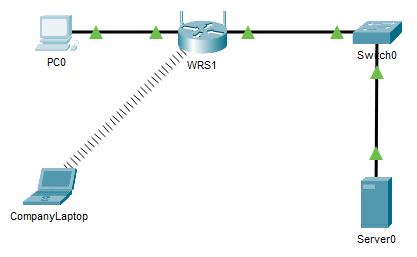 PC0
WRS1
Switch0
CompanyLaptop
Server0